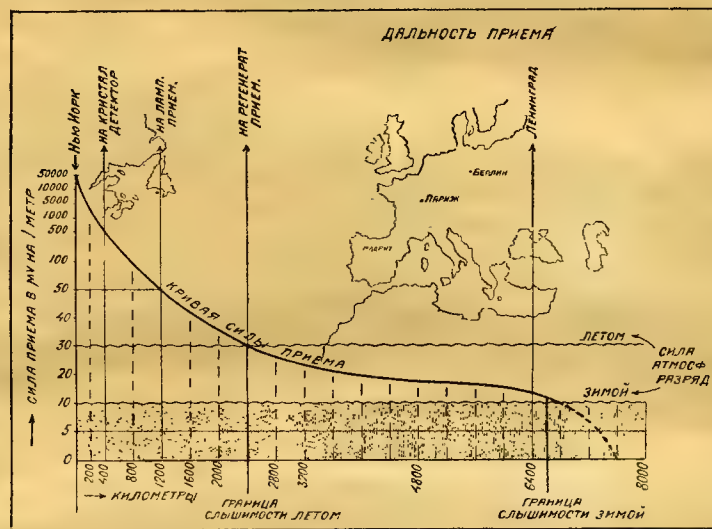 ДАЛЬНОСТЬ ПРИЕМА
НЬЮ ЙОРК
НА КРИСТАЛ
ДЕТЕКТОР
НА ЛАМП.
ПРИЕМ.
НА РЕГЕНЕРАТ
ПРИЕМ.
ЛЕНИНГРАД
БЕРЛИН
ПАРИЖ
МАДРИТ
СИЛА ПРИЕМА В MV НА / МЕТР
50000
10000
5000
1000
500
100
50
40
30
20
10
5
0
КРИВАЯ СИЛЫ ПРИЕМА
ЛЕТОМ
ЗИМОЙ
СИЛА
АТМОСФ
РАЗРЯД
200
400
800
1200
1600
2000
2400
2800
3200
4800
6400
8000
КИЛОМЕТРЫ
ГРАНИЦА
СЛЫШИМОСТИ ЛЕТОМ
ГРАНИЦА
СЛЫШИМОСТИ ЗИМОЙ